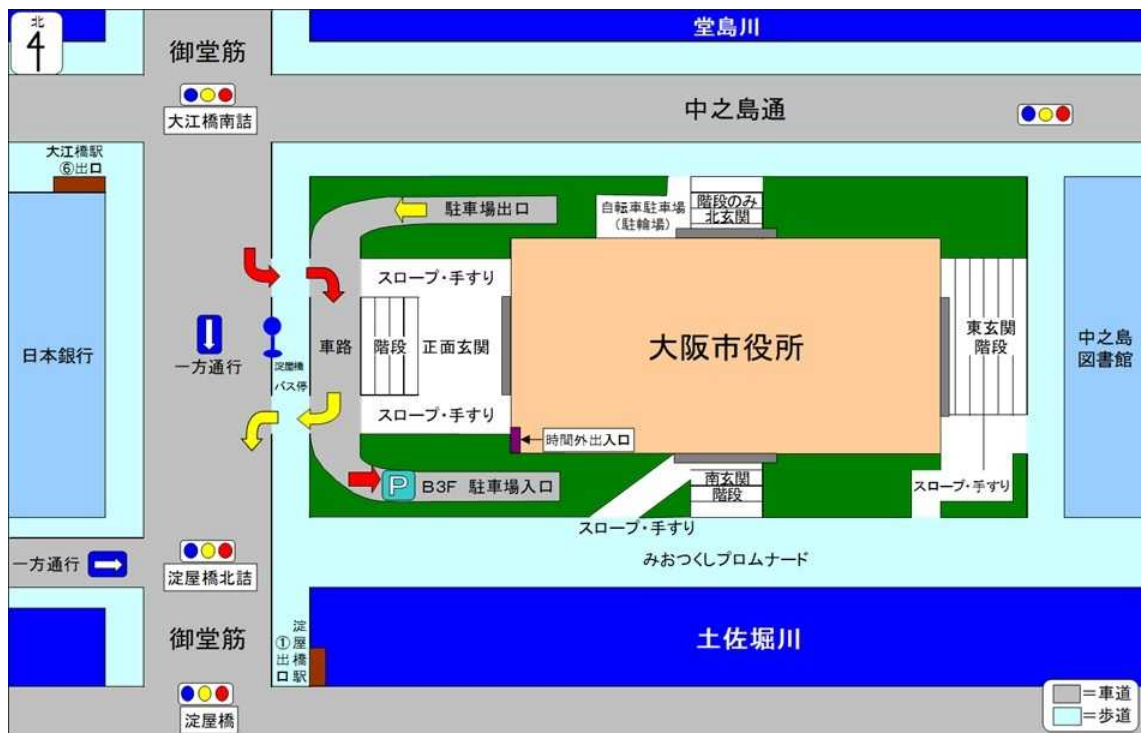 北
堂島川
御堂筋
大江橋南詰
中之島通
大江橋駅
⑥出口
駐車場出口
自転車駐車場
(駐輪場)
階段のみ
北玄関
スロープ・手すり
日本銀行
一方通行
淀屋橋
バス停
車路
階段
正面玄関
大阪市役所
東玄関
階段
中之島
図書館
スロープ・手すり
時間外出入口
P
B3F 駐車場入口
南玄関
階段
スロープ・手すり
スロープ・手すり
みおつくしプロムナード
一方通行
淀屋橋北詰
御堂筋
淀屋橋駅
①出口
土佐堀川
淀屋橋
=車道
=歩道